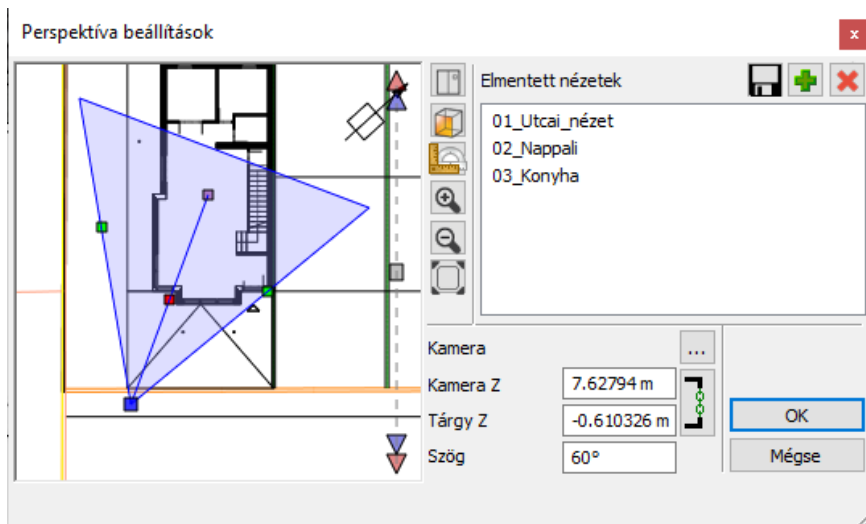 Perspektíva beállítások
x
Elmentett nézetek
01_Utcai_nézet
02_Nappali
03_Konyha
Kamera
...
Kamera Z
7.62794 m
Tárgy Z
-0.610326 m
OK
Szög
60°
Mégse